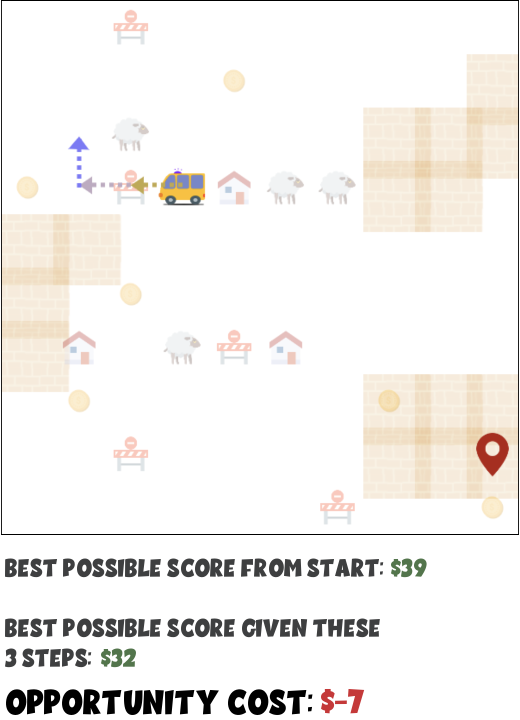 BEST POSSIBLE SCORE FROM START: $39
BEST POSSIBLE SCORE GIVEN THESE
3 STEPS: $32
OPPORTUNITY COST: $-7